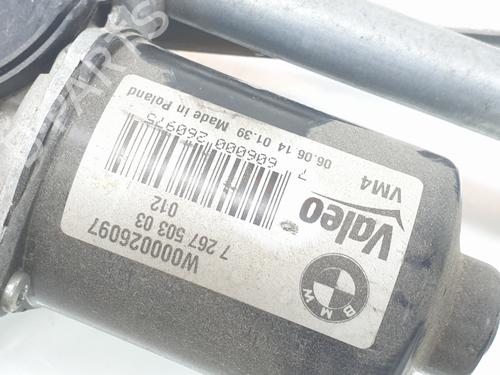 W000026097
7 267 503 03
012
BMW
Valeo
VM4
7 606000 260975
06.06 14 01.39 Made in Poland